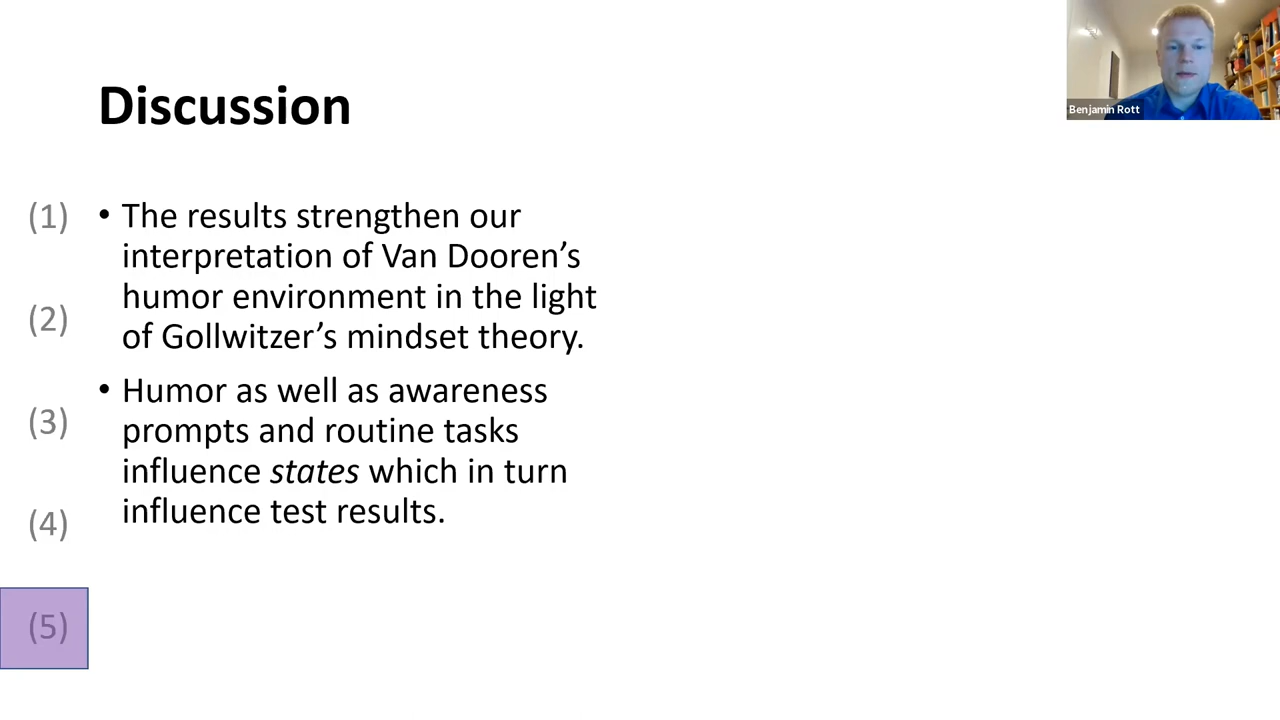 Benjamin Rott
Discussion
(1)
• The results strengthen our
interpretation of Van Dooren’s
humor environment in the light
(2)
of Gollwitzer’s mindset theory.
• Humor as well as awareness
(3)
prompts and routine tasks
influence states which in turn
influence test results.
(4)
(5)